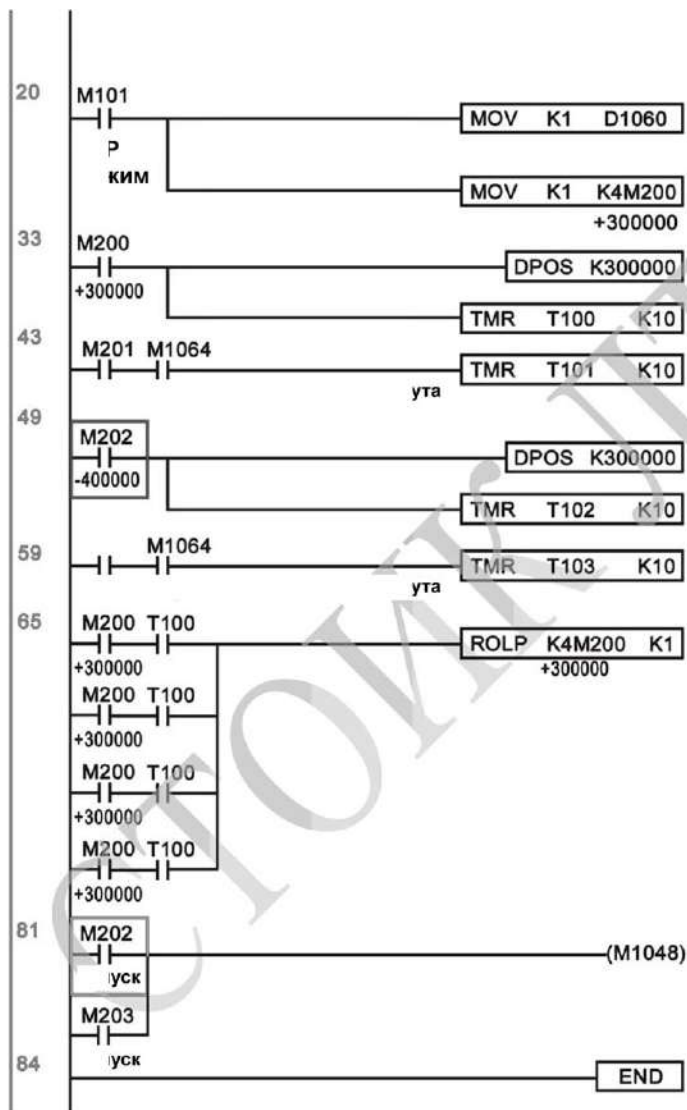 20
M101
MOV K1 D1060
Р
ким
MOV K1 K4M200
+300000
33
M200
+300000
DPOS K300000
TMR T100 K10
43
M201 M1064
TMR T101 K10
ута
49
M202
-400000
DPOS K300000
TMR T102 K10
59
M1064
TMR T103 K10
ута
65
M200 T100
+300000
ROLP K4M200 K1
+300000
M200 T100
+300000
M200 T100
+300000
M200 T100
+300000
81
M202
(M1048)
уск
M203
уск
84
END